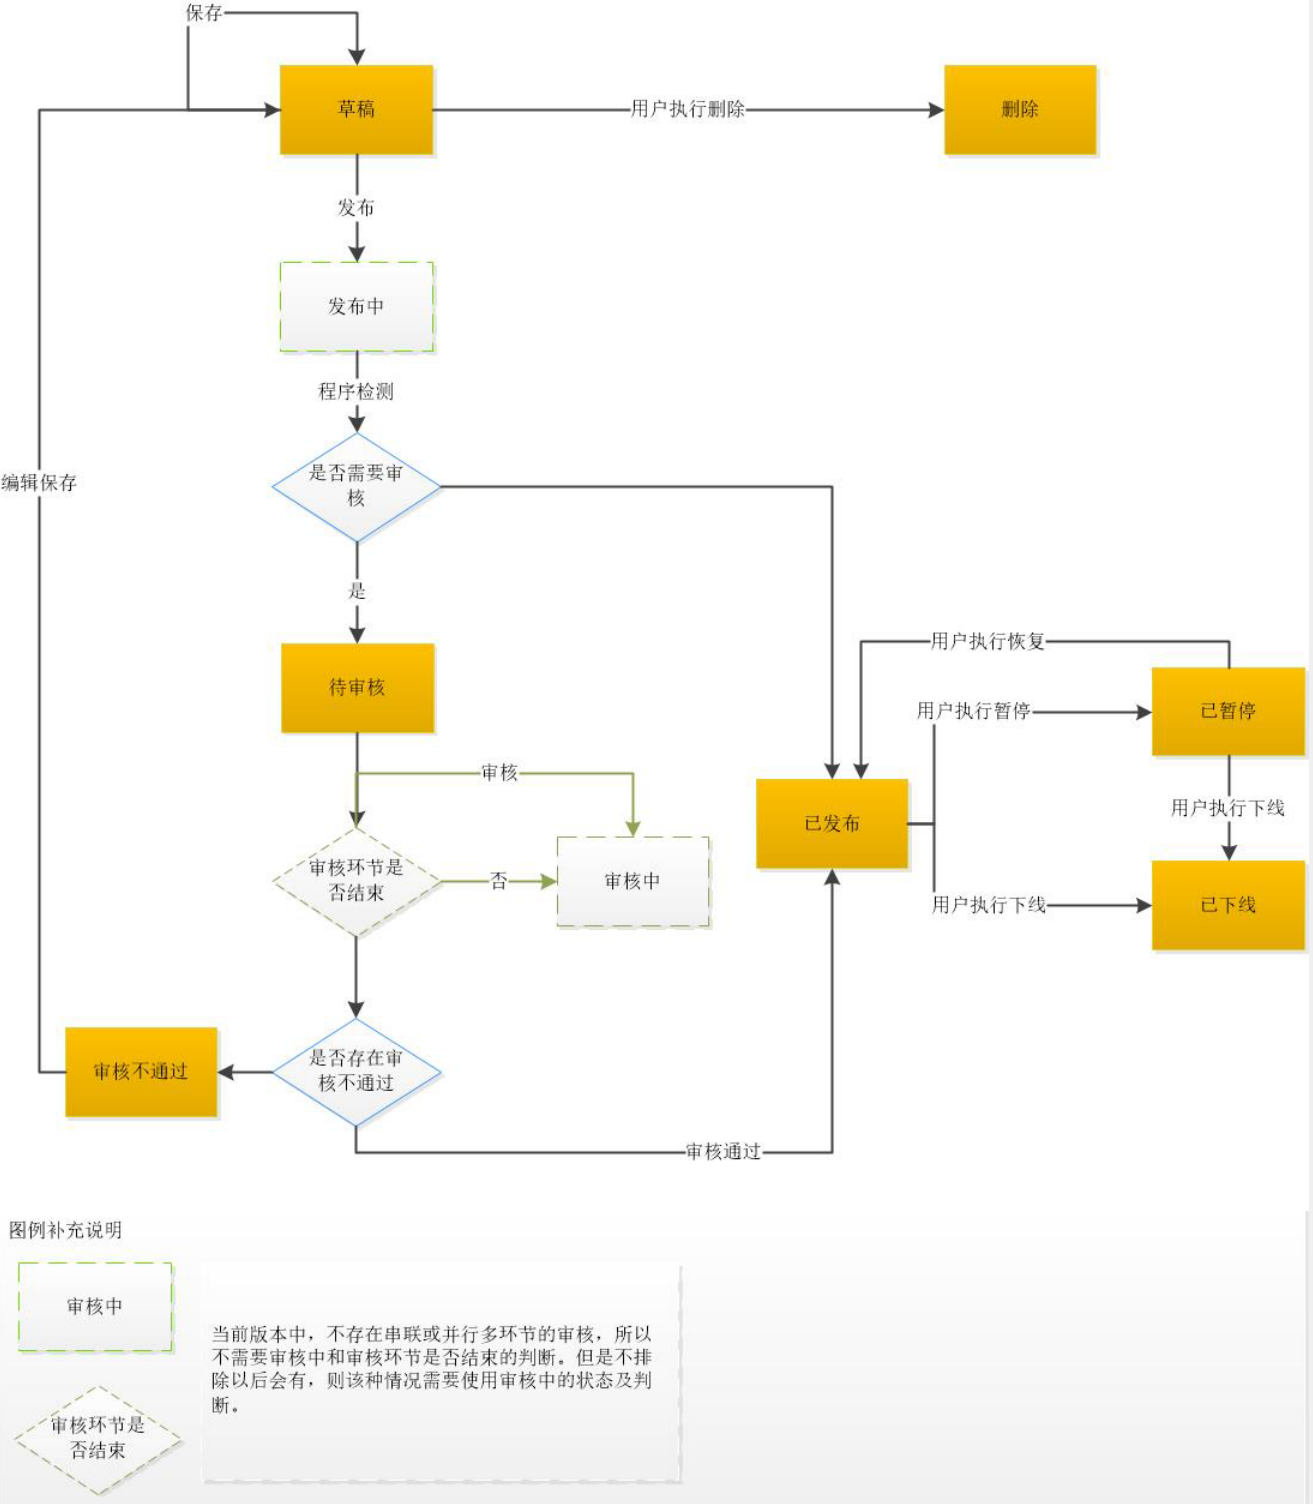 保存
草稿
用户执行删除
删除
发布
发布中
程序检测
是否需要审
核
编辑保存
是
待审核
用户执行恢复
用户执行暂停
已暂停
审核
用户执行下线
已发布
审核环节是
否结束
否
审核中
用户执行下线
已下线
审核不通过
是否存在审
核不通过
审核通过
图例补充说明
审核中
当前版本中，不存在串联或并行多环节的审核，所以
不需要审核中和审核环节是否结束的判断。但是不排
除以后会有，则该种情况需要使用审核中的状态及判
断。
审核环节是
否结束